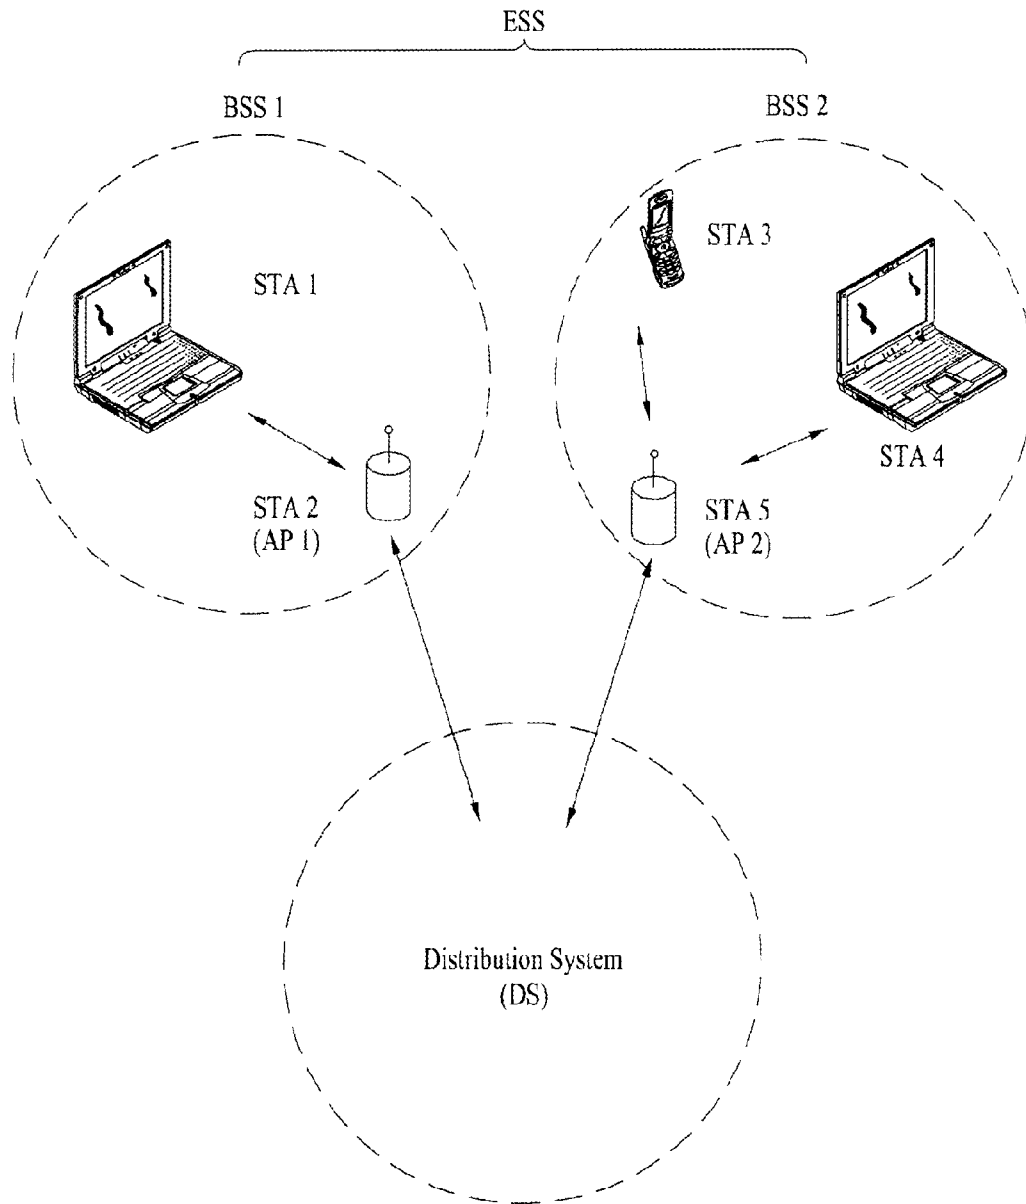 ESS
BSS 1
BSS 2
STA 3
STA 1
STA 4
STA 2
(AP 1)
STA 5
(AP 2)
Distribution System
(DS)